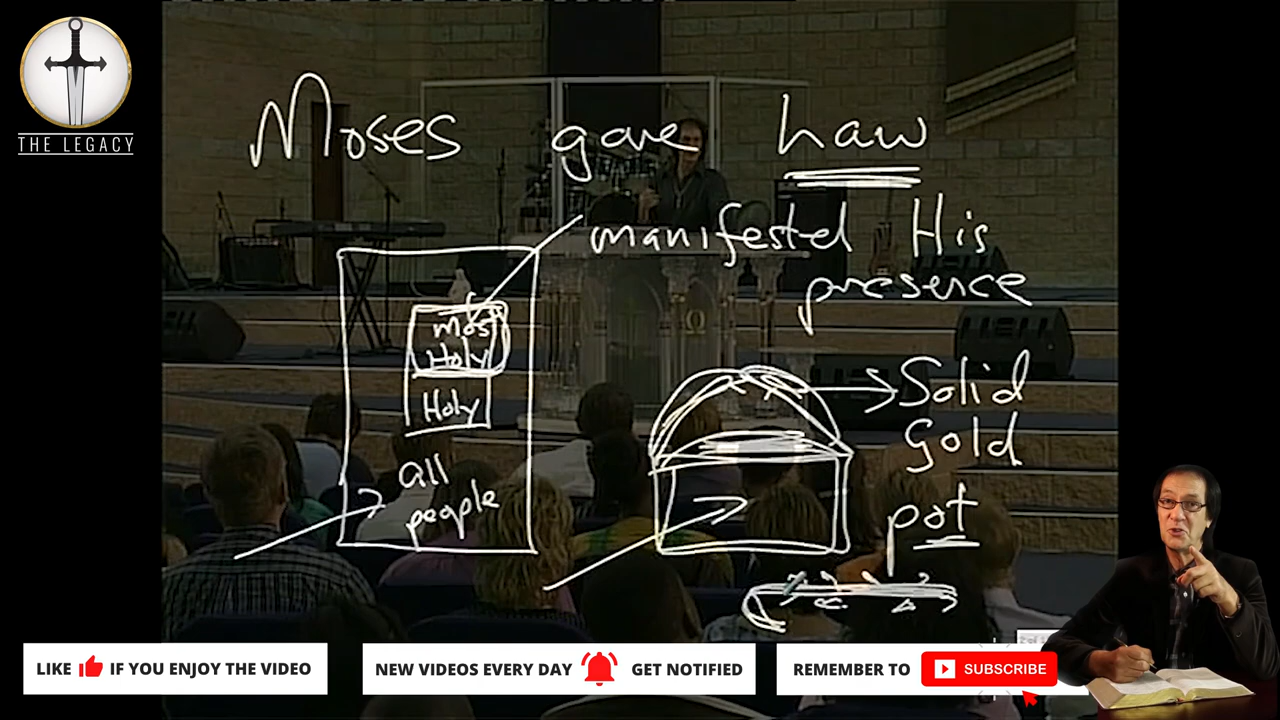 THE LEGACY
Moses gave Law
manifested His
presence
Most
Holy
Holy
all
people
Solid
Gold
pot
Ω
LIKE IF YOU ENJOY THE VIDEO
NEW VIDEOS EVERY DAY GET NOTIFIED
REMEMBER TO SUBSCRIBE